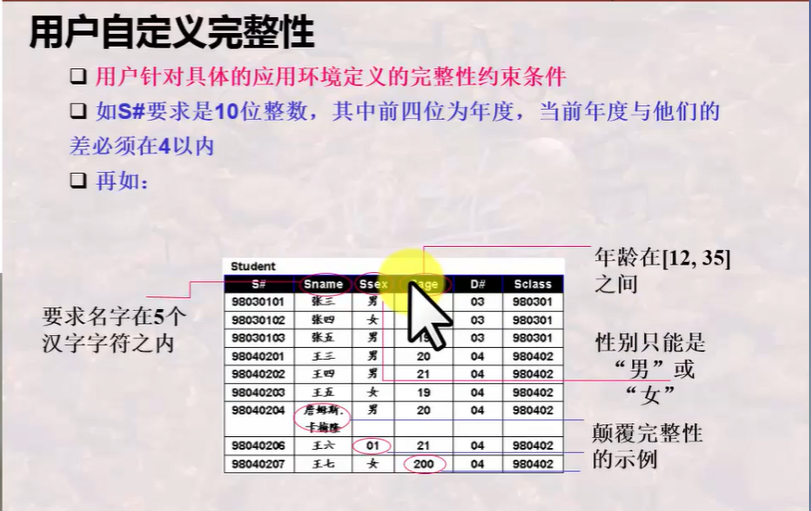 用户自定义完整性
❑ 用户针对具体的应用环境定义的完整性约束条件
❑ 如S#要求是10位整数，其中前四位为年度，当前年度与他们的
差必须在4以内
❑ 再如：
年龄在[12, 35]
之间
要求名字在5个
汉字字符之内
性别只能是
“男”或
“女”
颠覆完整性
的示例
Student
S# Sname Ssex age D# Sclass
98030101 张三 男 03 980301
98030102 张四 女 03 980301
98030103 张五 男 19 03 980301
98040201 王三 男 20 04 980402
98040202 王四 男 21 04 980402
98040203 王五 女 19 04 980402
98040204 詹姆斯. 男 20 04 980402
卡梅隆
98040206 王六 01 21 04 980402
98040207 王七 女 200 04 980402